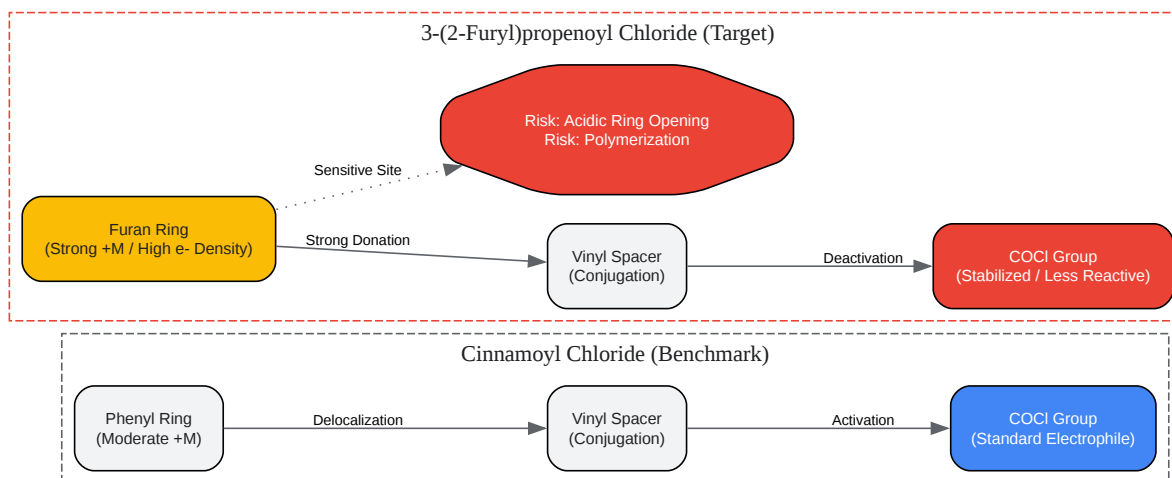 3-(2-Furyl)propenoyl Chloride (Target)
Risk: Acidic Ring Opening
Risk: Polymerization
Sensitive Site
Furan Ring
(Strong +M / High e- Density)
Strong Donation
Vinyl Spacer
(Conjugation)
Deactivation
COCl Group
(Stabilized / Less Reactive)
Cinnamoyl Chloride (Benchmark)
Phenyl Ring
(Moderate +M)
Delocalization
Vinyl Spacer
(Conjugation)
Activation
COCl Group
(Standard Electrophile)